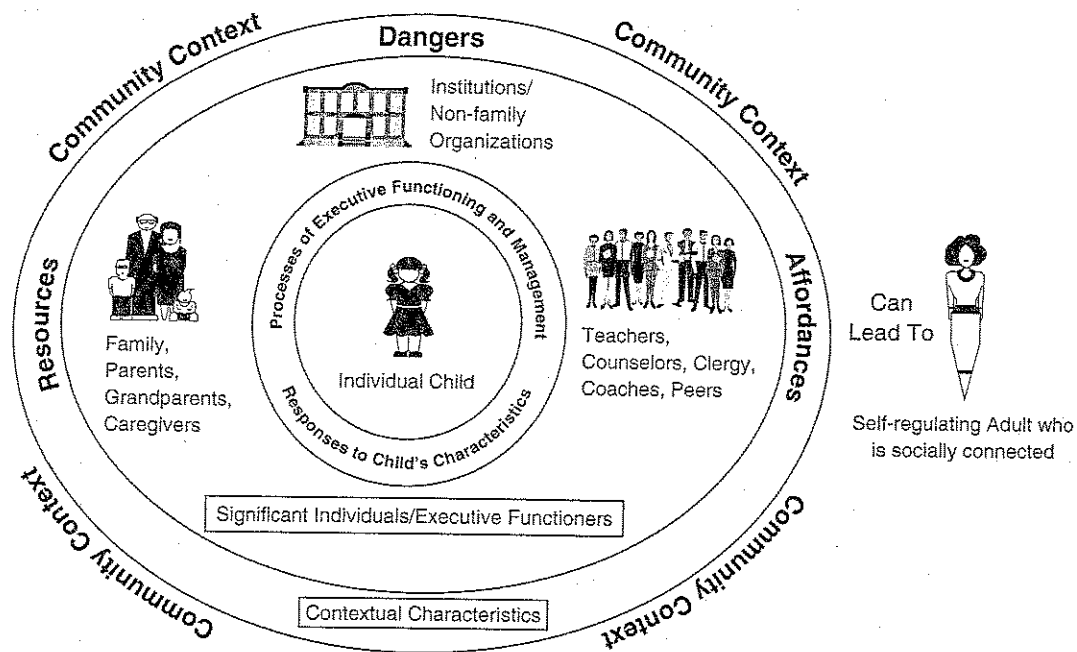 Community Context
Dangers
Community Context
Institutions/
Non-family
Organizations
Processes of Executive Functioning and Management
Resources
Affordances
Family,
Parents,
Grandparents,
Caregivers
Individual Child
Teachers,
Counselors, Clergy,
Coaches, Peers
Can
Lead To
Self-regulating Adult who
is socially connected
Responses to Child's Characteristics
Significant Individuals/Executive Functioners
Community Context
Contextual Characteristics
Community Context